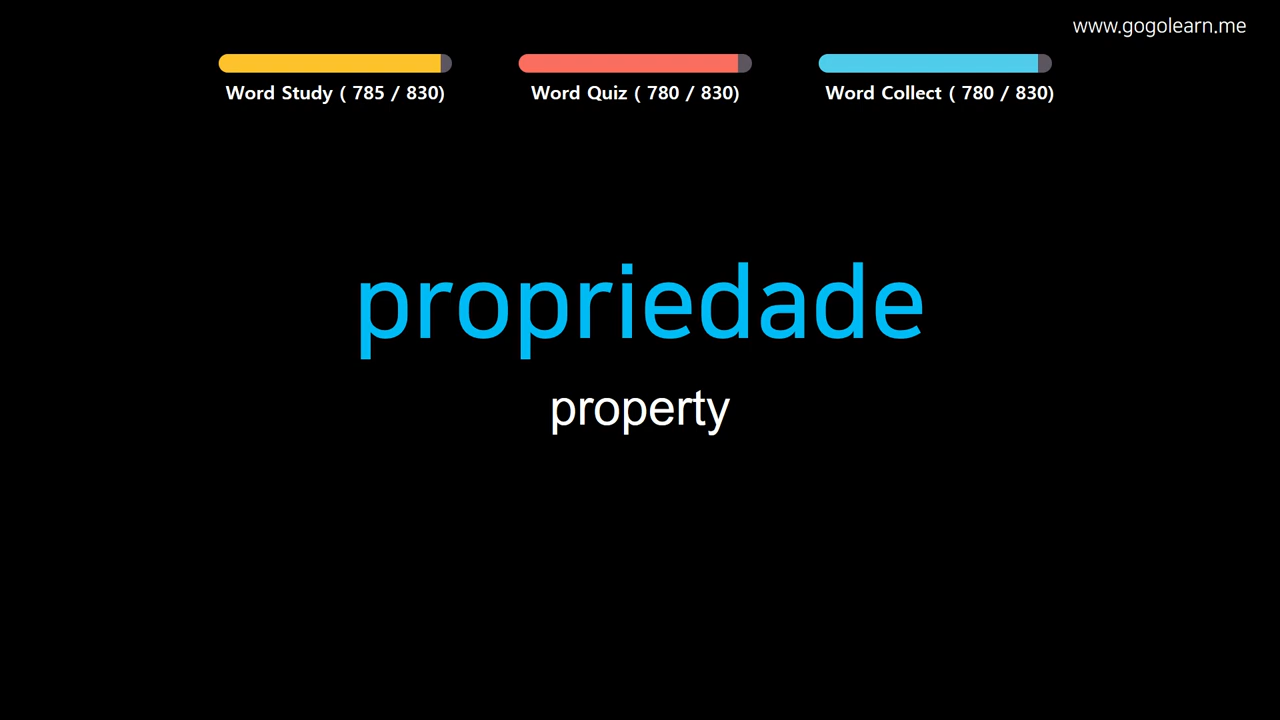 www.gogolearn.me
Word Study ( 785 / 830)
Word Quiz ( 780 / 830)
Word Collect ( 780 / 830)
propriedade
property